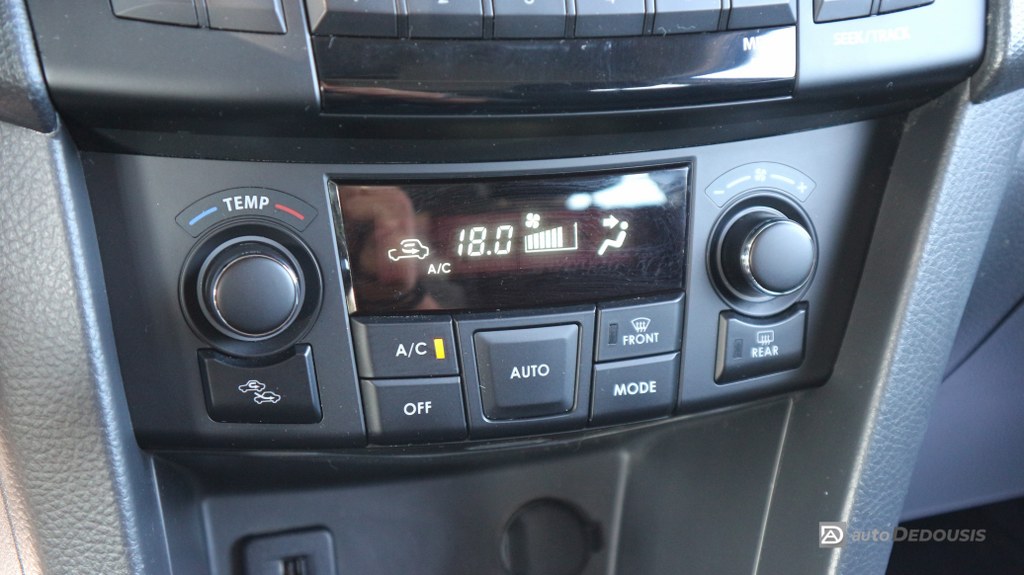 SEEK/TRACK
TEMP
A/C
18.0
A/C
AUTO
FRONT
REAR
OFF
MODE
autoDEDOUSIS